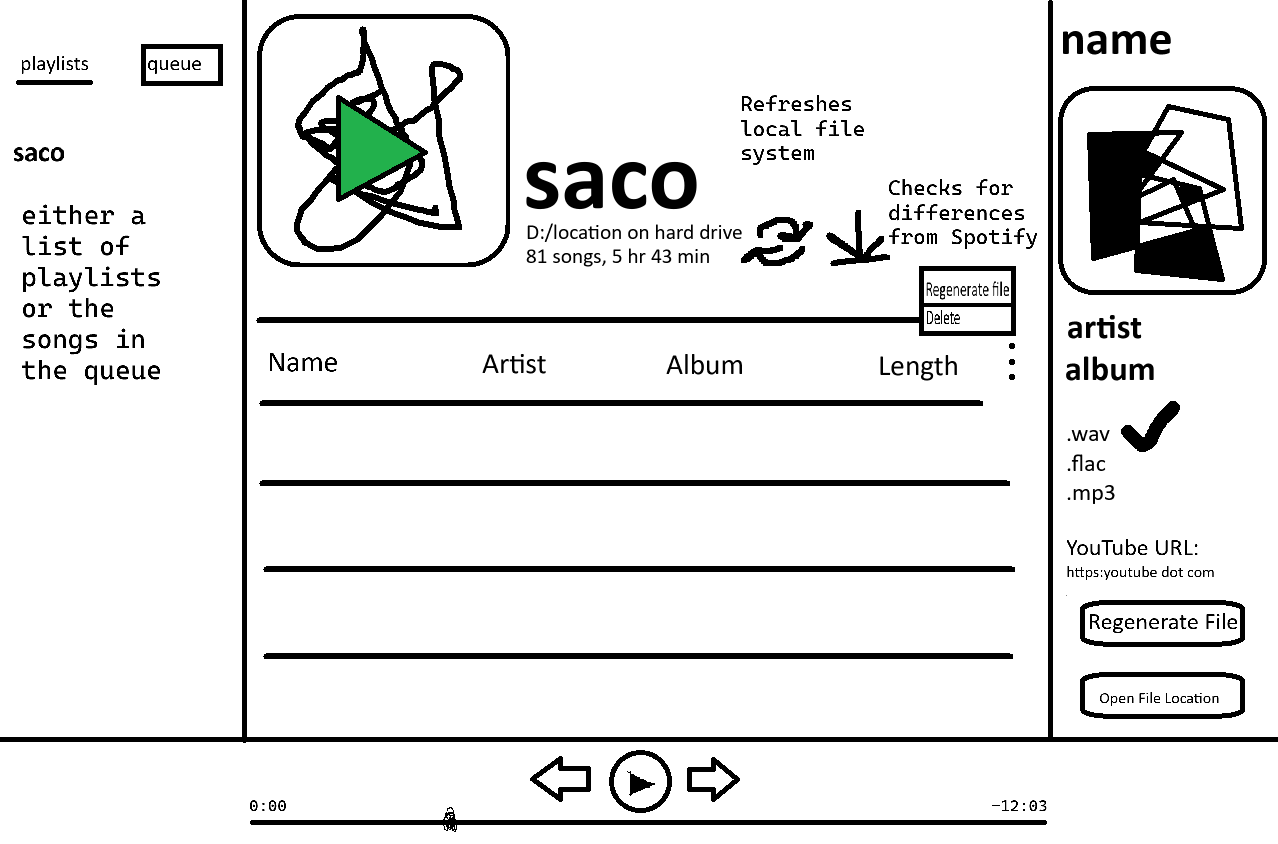 playlists
queue
saco
either a
list of
playlists
or the
songs in
the queue
saco
D:/location on hard drive
81 songs, 5 hr 43 min
Refreshes
local file
system
Checks for
differences
from Spotify
Regenerate file
Delete
Name Artist Album Length
name
artist
album
.wav
.flac
.mp3
YouTube URL:
https:youtube dot com
Regenerate File
Open File Location
0:00
-12:03